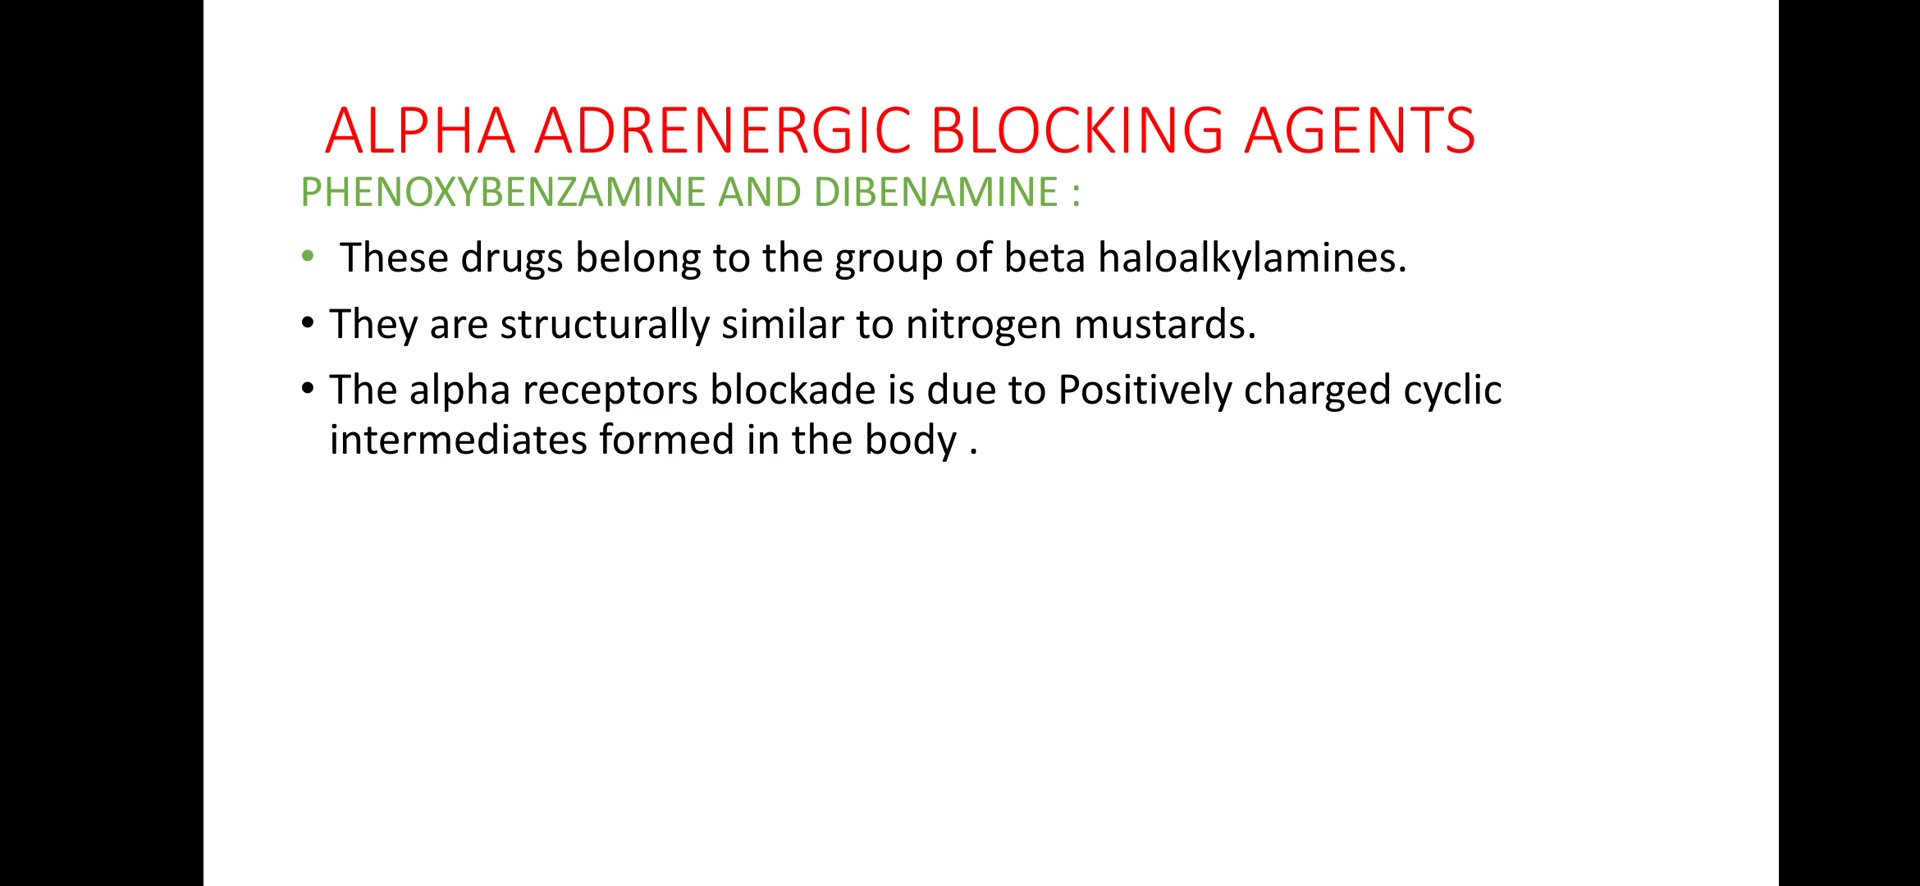 ALPHA ADRENERGIC BLOCKING AGENTS
PHENOXYBENZAMINE AND DIBENAMINE :
• These drugs belong to the group of beta haloalkylamines.
• They are structurally similar to nitrogen mustards.
• The alpha receptors blockade is due to Positively charged cyclic
intermediates formed in the body .